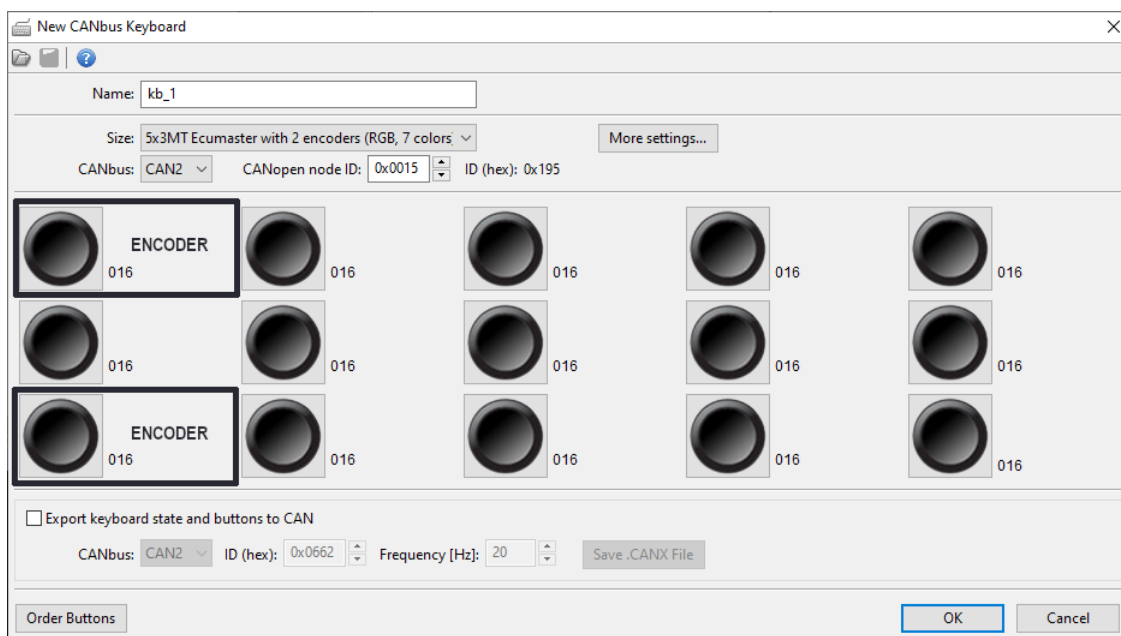 New CANbus Keyboard
Name: kb_1
Size: 5x3MT Ecumaster with 2 encoders (RGB, 7 colors) More settings...
CANbus: CAN2 CANopen node ID: 0x0015 ID (hex): 0x195
ENCODER
016 016 016 016 016
016 016 016 016 016
ENCODER
016 016 016 016 016
Export keyboard state and buttons to CAN
CANbus: CAN2 ID (hex): 0x0662 Frequency [Hz]: 20 Save .CANX File
Order Buttons OK Cancel